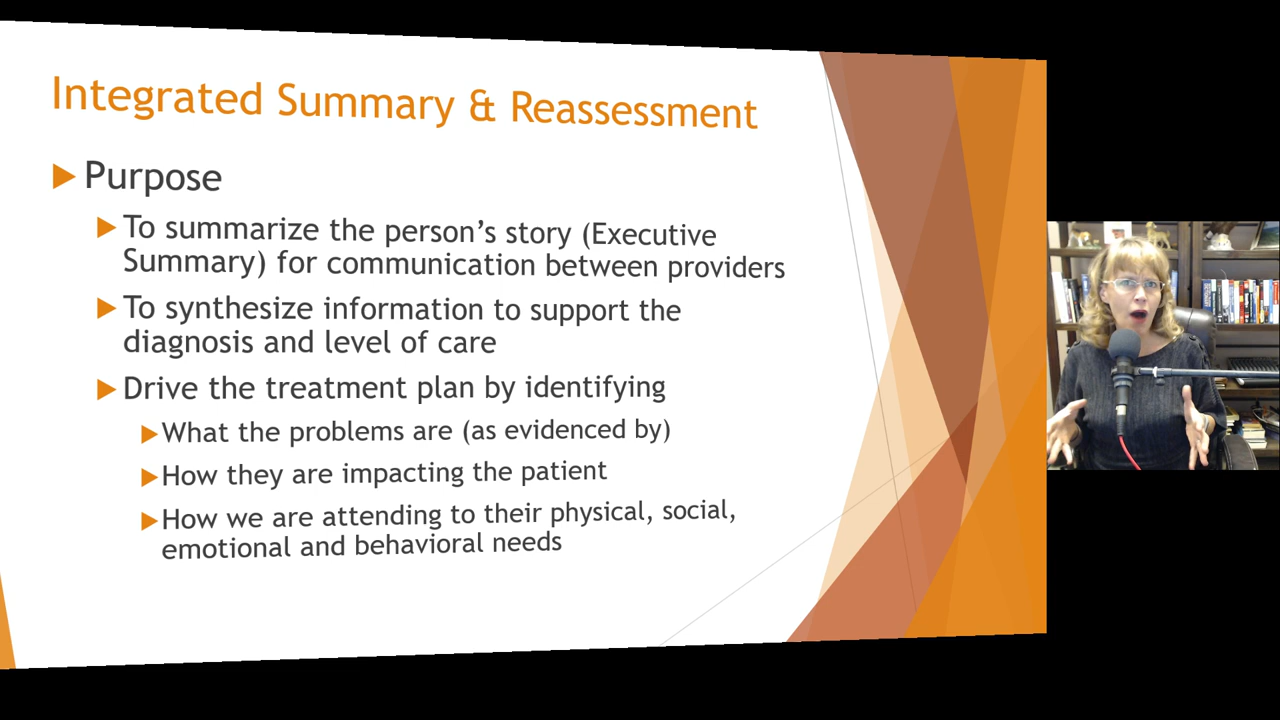 Integrated Summary & Reassessment
Purpose
To summarize the person’s story (Executive
Summary) for communication between providers
To synthesize information to support the
diagnosis and level of care
Drive the treatment plan by identifying
What the problems are (as evidenced by)
How they are impacting the patient
How we are attending to their physical, social,
emotional and behavioral needs